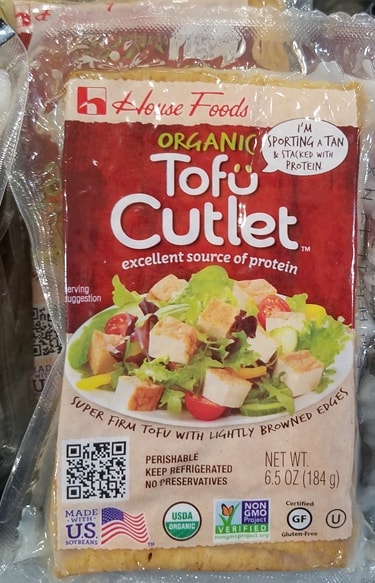 House Foods
ORGANIC
Tofu
Cutlet™
I'M
SPORTING A TAN
& STACKED WITH
PROTEIN.
excellent source of protein
serving
suggestion
SUPER FIRM TOFU WITH LIGHTLY BROWNED EDGES
PERISHABLE
KEEP REFRIGERATED
NO PRESERVATIVES
NET WT.
6.5 OZ (184 g)
MADE
WITH
U.S.
SOYBEANS
USDA
ORGANIC
NON
GMO
Project
VERIFIED
nongmoproject.org
Certified
GF
Gluten-Free
U